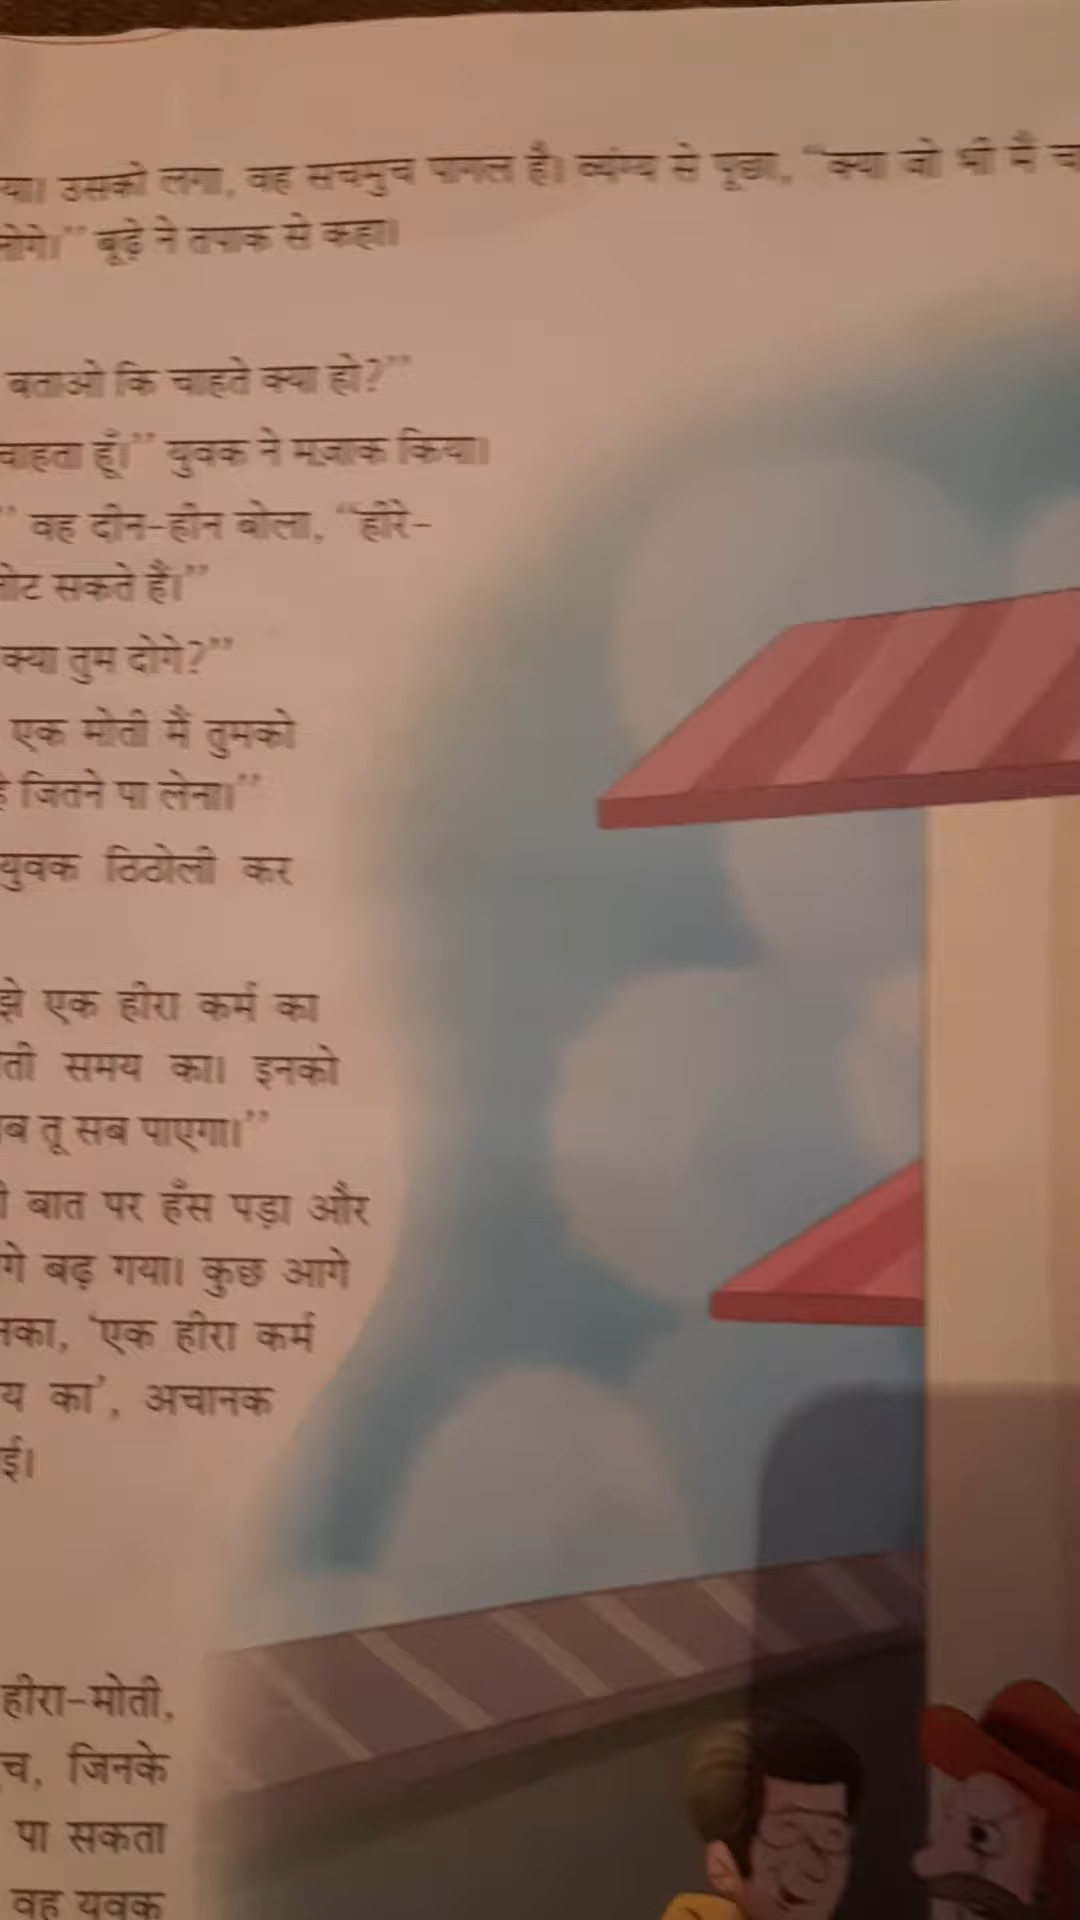 उसको लगा, वह सचमुच पागल है। व्यंग्य से पूछा, “क्या जो भी मैं
बूढ़े ने तपाक से कहा।
बताओ कि चाहते क्या हो?”
चाहता हूँ।” युवक ने मज़ाक किया।
” वह दीन-हीन बोला, “हीरे-
सकते हैं।”
क्या तुम दोगे?”
एक मोती मैं तुमको
जितने पा लेना।”
युवक ठिठोली कर
एक हीरा कर्म का
समय का। इनको
तू सब पाएगा।”
बात पर हँस पड़ा और
बढ़ गया। कुछ आगे
‘एक हीरा कर्म
का’, अचानक
हीरा-मोती,
जिनके
पा सकता
वह युवक